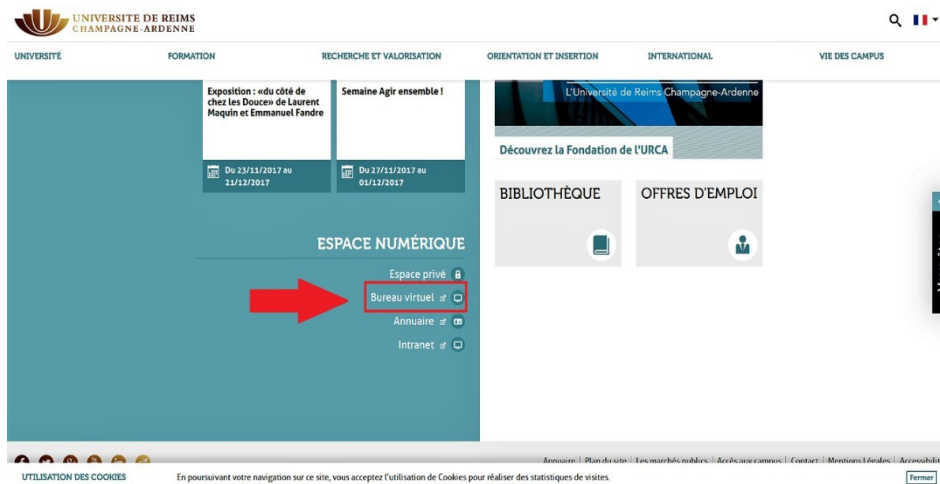 UNIVERSITÉ DE REIMS
CHAMPAGNE-ARDENNE
UNIVERSITÉ
FORMATION
RECHERCHE ET VALORISATION
ORIENTATION ET INSERTION
INTERNATIONAL
VIE DES CAMPUS
Exposition : «du côté de
chez les Douce» de Laurent
Maquin et Emmanuel Fandre
Du 23/11/2017 au
21/12/2017
Semaine Agir ensemble !
Du 27/11/2017 au
01/12/2017
L'Université de Reims Champagne-Ardenne
Découvrez la Fondation de l'URCA
BIBLIOTHÈQUE
OFFRES D'EMPLOI
ESPACE NUMÉRIQUE
Espace privé
Bureau virtuel
Annuaire
Intranet
Annuaire | Plan du site | Les marchés publics | Accès aux campus | Contact | Mentions Légales | Accessibilit
UTILISATION DES COOKIES
En poursuivant votre navigation sur ce site, vous acceptez l'utilisation de Cookies pour réaliser des statistiques de visites.
Fermer